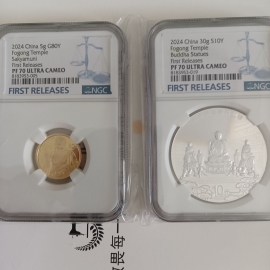 2024 China 5g G80Y
Fogong Temple
Sakyamuni
First Releases
PF 70 ULTRA CAMEO
FIRST RELEASES
NGC
2024 China 30g S10Y
Fogong Temple
Buddha Statues
First Releases
PF 70 ULTRA CAMEO
FIRST RELEASES
NGC